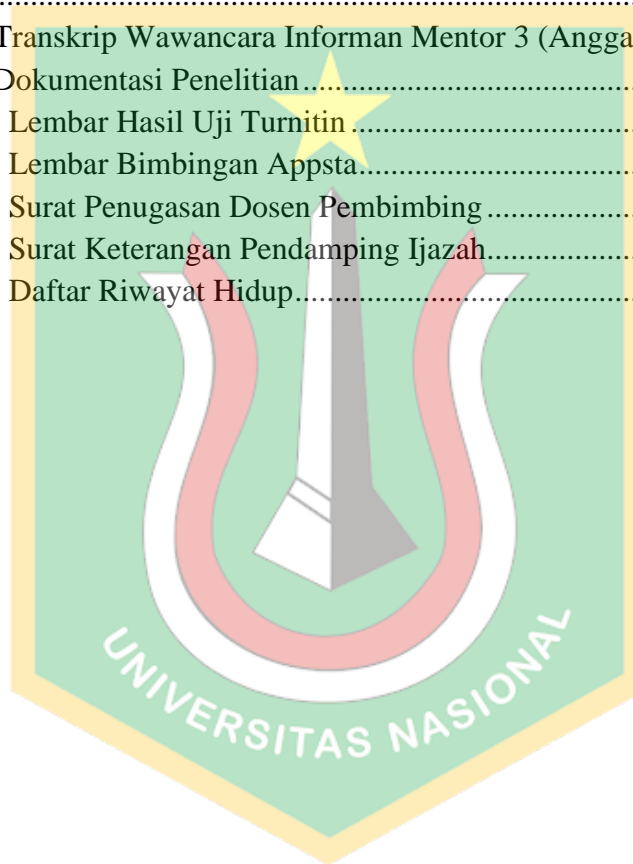 ................................................................................
Transkrip Wawancara Informan Mentor 3 (Angga
Dokumentasi Penelitian..........................................
Lembar Hasil Uji Turnitin....................................
Lembar Bimbingan Appsta...................................
Surat Penugasan Dosen Pembimbing..................
Surat Keterangan Pendamping Ijazah..................
Daftar Riwayat Hidup...........................................
UNIVERSITAS NASIONAL